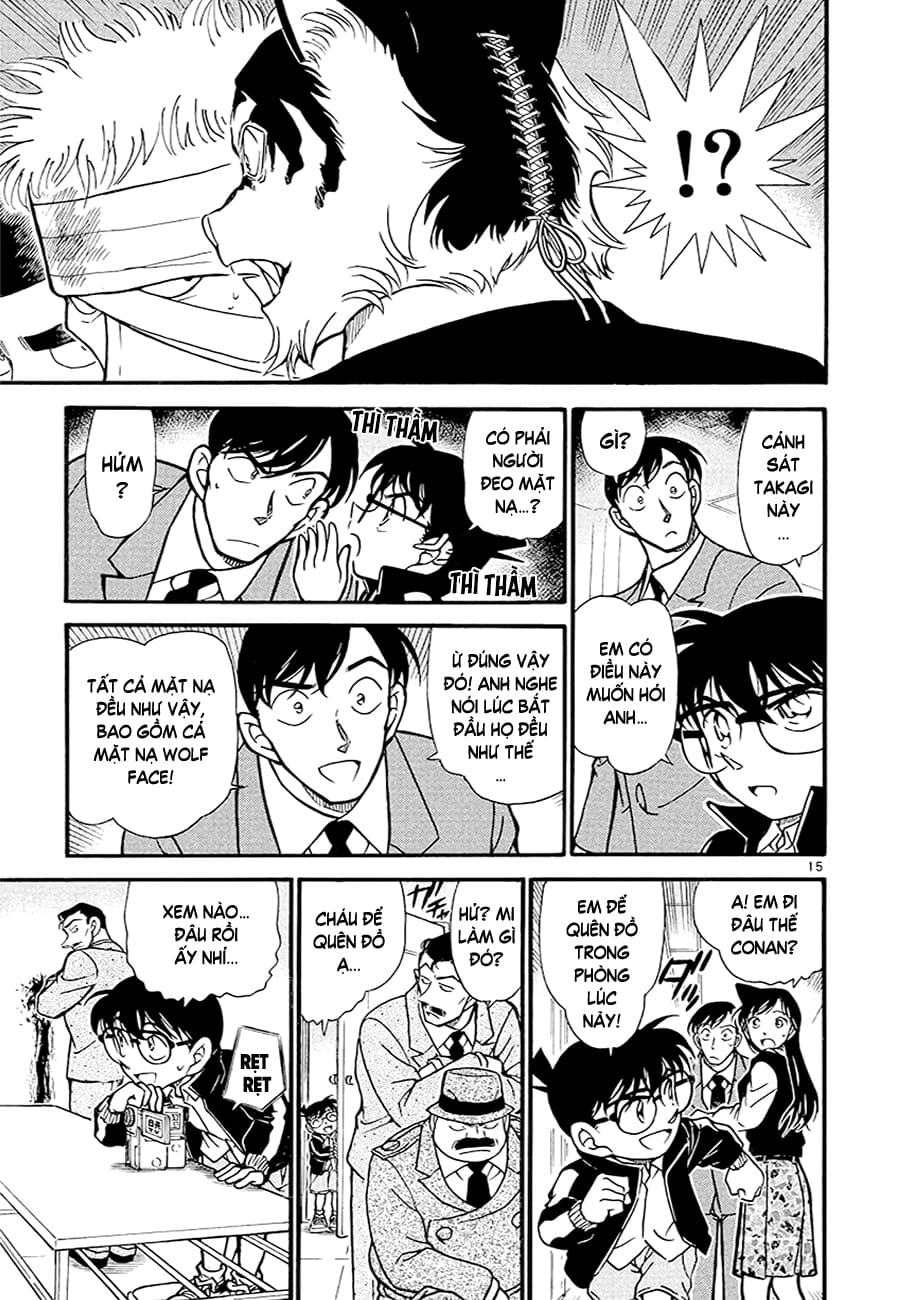 !?
CẢNH
SÁT
TAKAGI
NÀY
...
GÌ?
EM CÓ
ĐIỀU NÀY
MUỐN HỎI
ANH...
CÓ PHẢI
NGƯỜI
ĐEO MẶT
NẠ...?
THÌ THẦM
THÌ THẦM
HỬM
?
Ừ ĐÚNG VẬY
ĐÓ! ANH NGHE
NÓI LÚC BẮT
ĐẦU HỌ ĐỀU
NHƯ THẾ
...
TẤT CẢ MẶT NẠ
ĐỀU NHƯ VẬY,
BAO GỒM CẢ
MẶT NẠ WOLF
FACE!
15
A! EM ĐI
ĐÂU THẾ
CONAN?
EM ĐỂ
QUÊN ĐỒ
TRONG
PHÒNG
LÚC
NÃY!
HỬ? MI
LÀM GÌ
ĐÓ?
CHÁU ĐỂ
QUÊN ĐỒ
Ạ...
XEM NÀO...
ĐÂU RỒI
ẤY NHỈ...
RẸT
RẸT